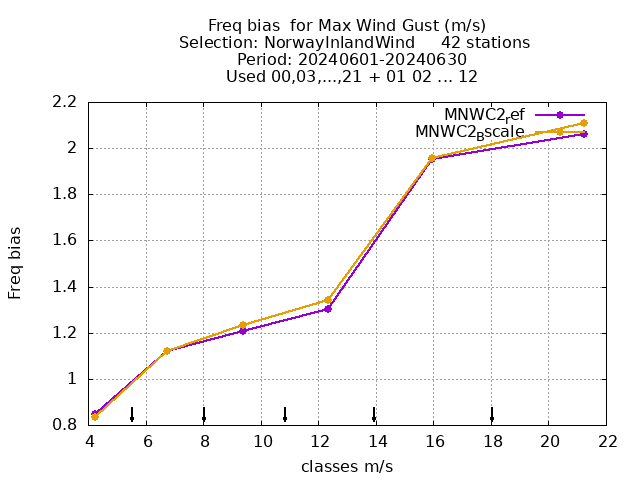 Freq bias  for Max Wind Gust (m/s)
Selection: NorwayInlandWind     42 stations
Period: 20240601-20240630
Used 00,03,...,21 + 01 02 ... 12
MNWC2_ref
MNWC2_Bscale
2.2
2
1.8
1.6
1.4
1.2
1
0.8
Freq bias
4 6 8 10 12 14 16 18 20 22
classes m/s